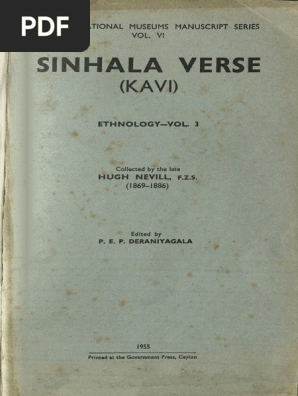 PDF
ATIONAL MUSEUMS MANUSCRIPT SERIES
VOL. VI
SINHALA VERSE
(KAVI)
ETHNOLOGY—VOL. 3
Collected by the late
HUGH NEVILL, F.Z.S.
(1869–1886)
Edited by
P. E. P. DERANIYAGALA
1955
Printed at the Government Press, Ceylon